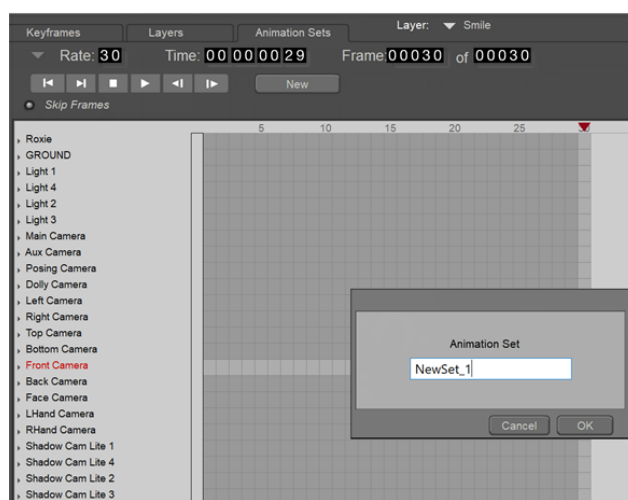 Keyframes Layers Animation Sets Layer: Smile
Rate: 30 Time: 00 00 00 29 Frame: 00030 of 00030
New
Skip Frames
5 10 15 20 25 30
Roxie
GROUND
Light 1
Light 4
Light 2
Light 3
Main Camera
Aux Camera
Posing Camera
Dolly Camera
Left Camera
Right Camera
Top Camera
Bottom Camera
Front Camera
Back Camera
Face Camera
LHand Camera
RHand Camera
Shadow Cam Lite 1
Shadow Cam Lite 4
Shadow Cam Lite 2
Shadow Cam Lite 3
Animation Set
NewSet_1
Cancel OK